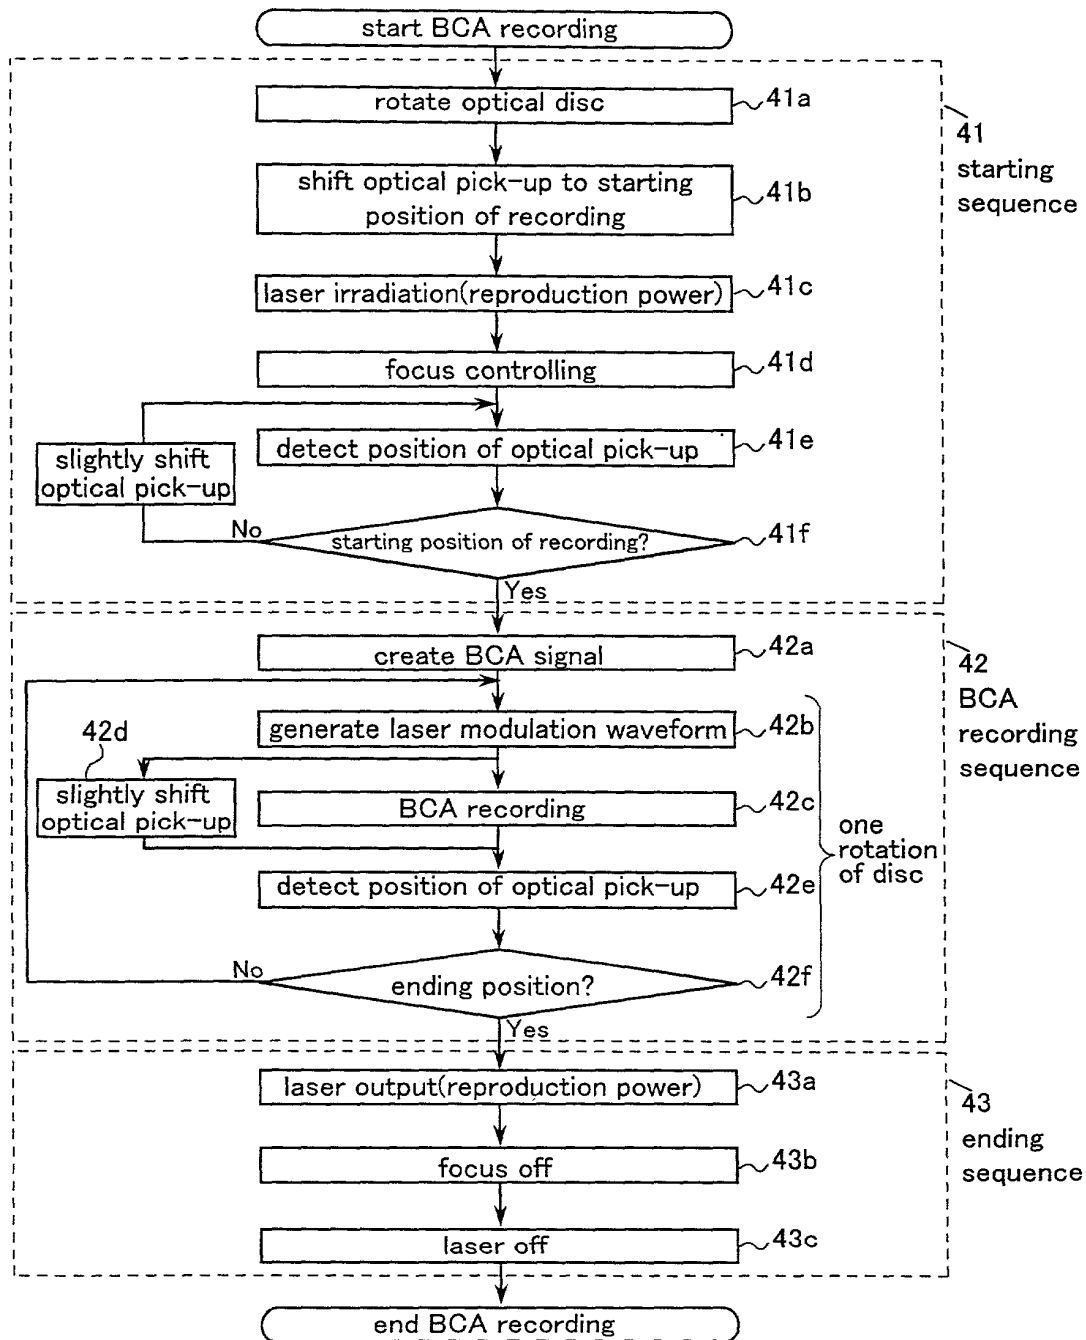 start BCA recording
rotate optical disc
41a
41
starting
sequence
shift optical pick-up to starting
position of recording
41b
laser irradiation(reproduction power)
41c
focus controlling
41d
detect position of optical pick-up
41e
slightly shift
optical pick-up
No
starting position of recording?
41f
Yes
create BCA signal
42a
42
BCA
recording
sequence
generate laser modulation waveform
42b
42d
slightly shift
optical pick-up
BCA recording
42c
one
rotation
of disc
detect position of optical pick-up
42e
No
ending position?
42f
Yes
laser output(reproduction power)
43a
43
ending
sequence
focus off
43b
laser off
43c
end BCA recording